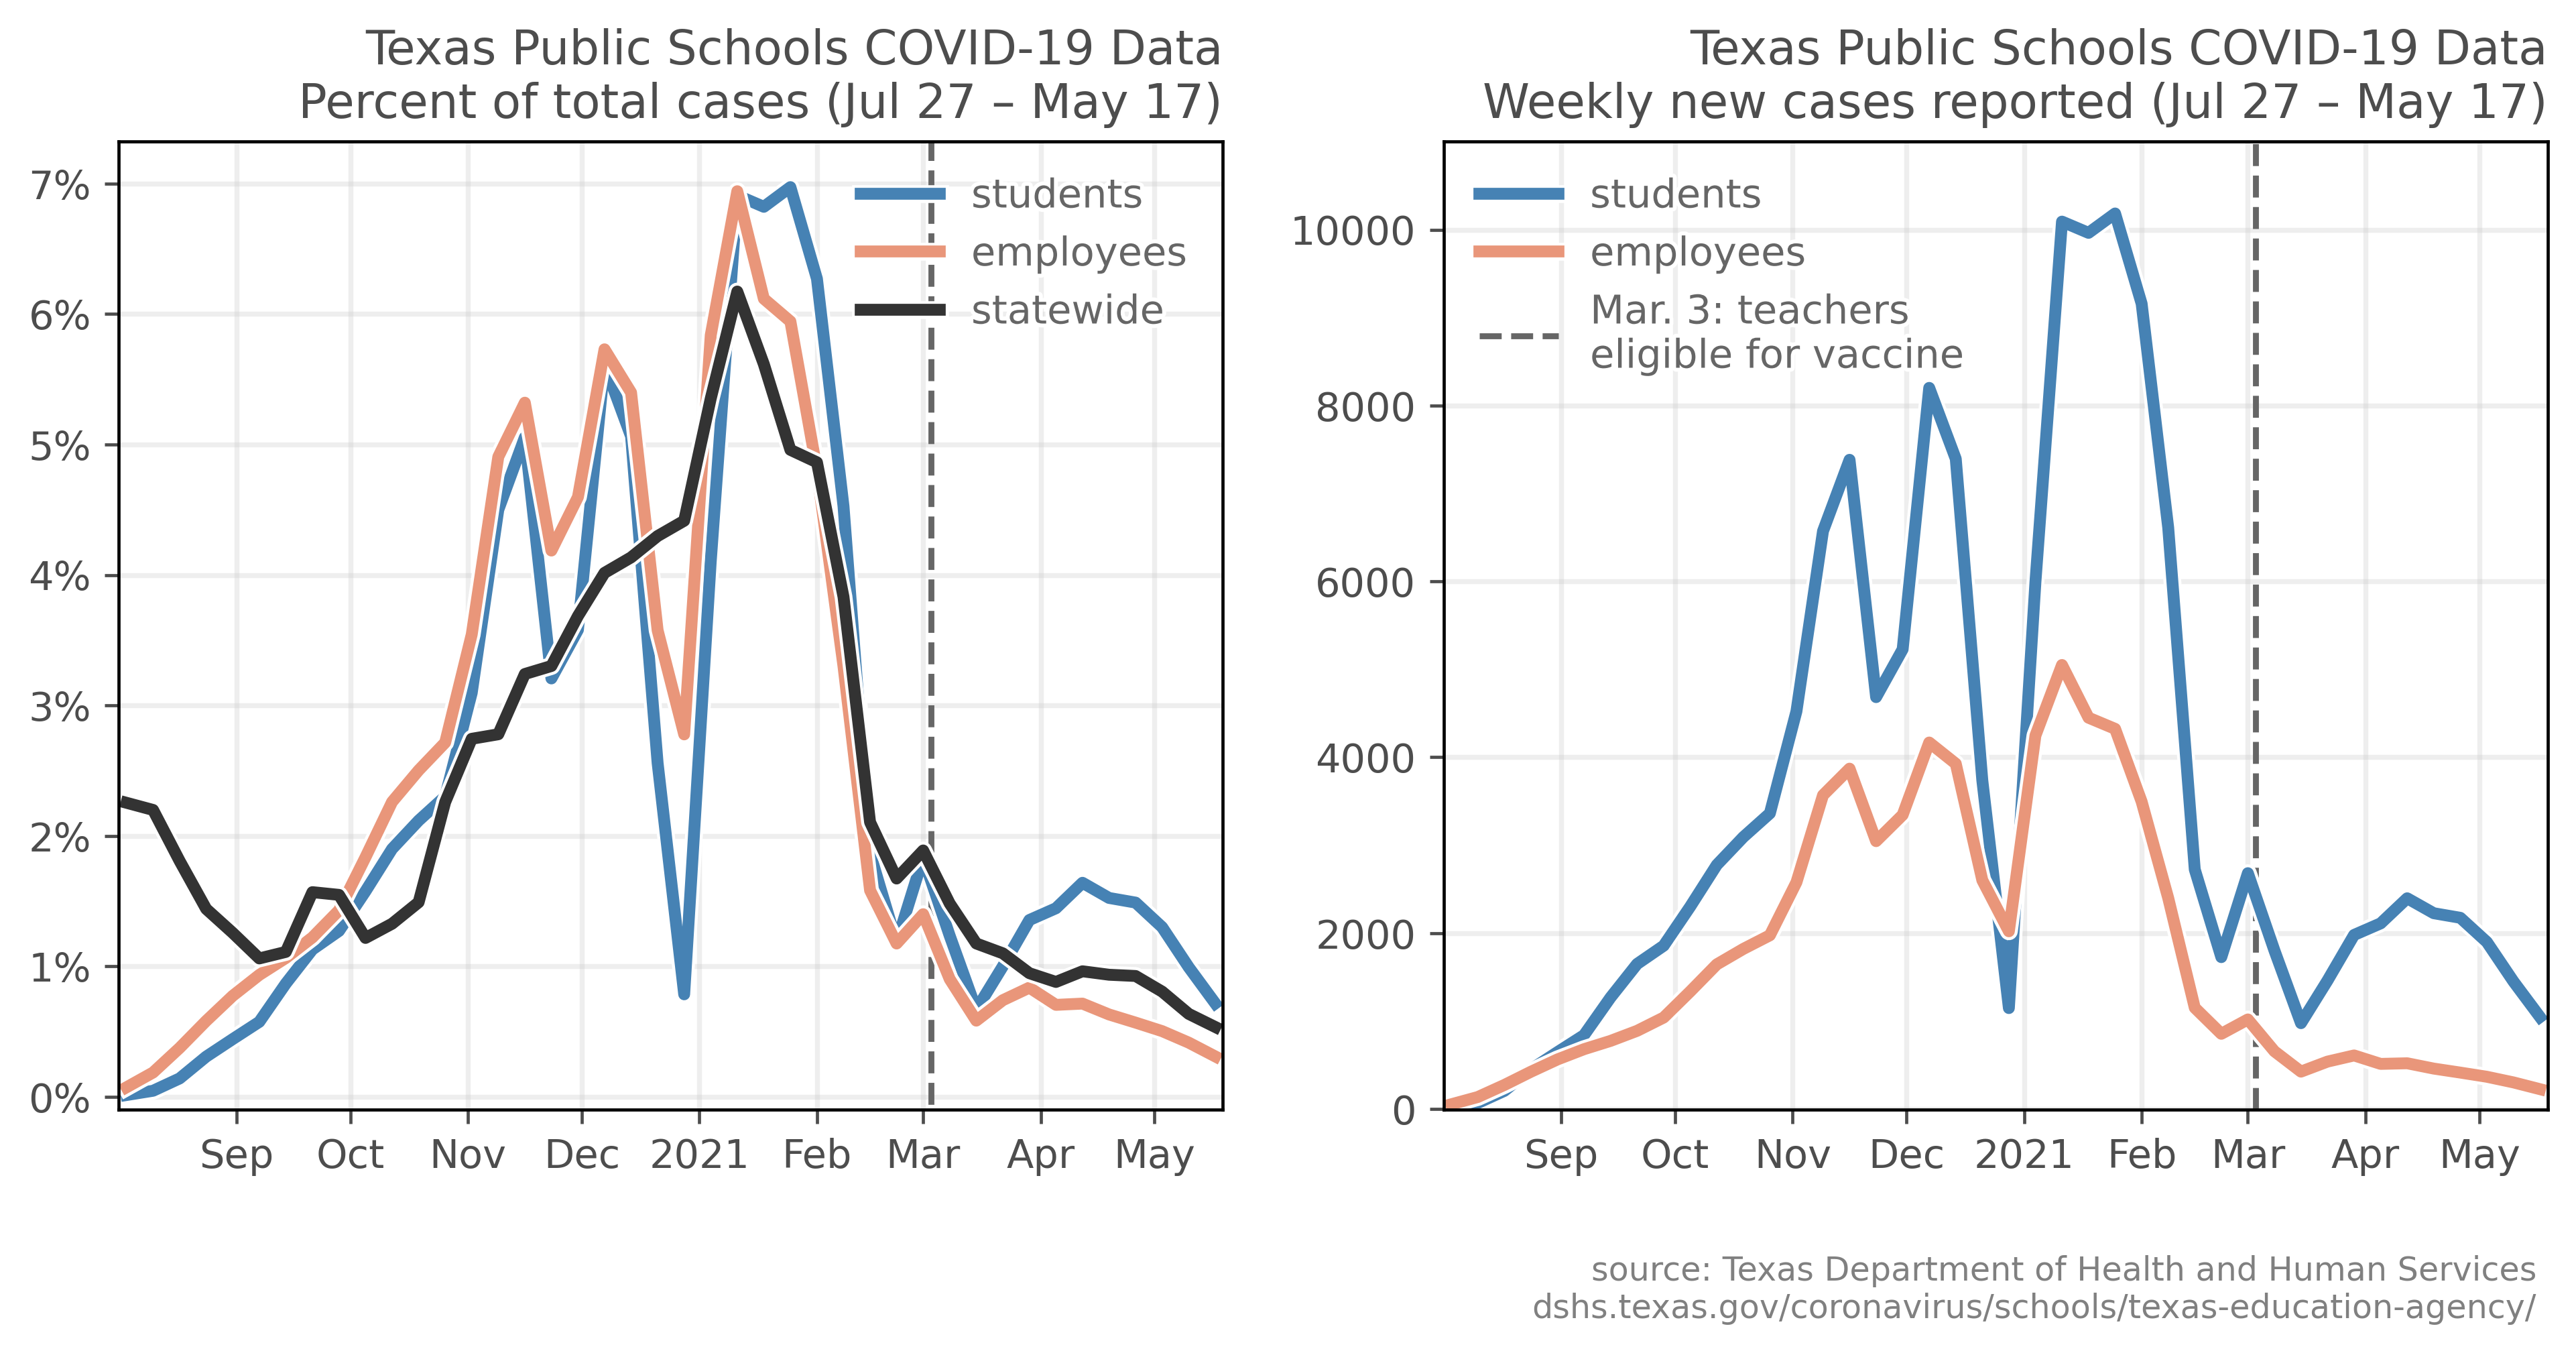 Texas Public Schools COVID-19 Data
Percent of total cases (Jul 27 – May 17)
7%
6%
5%
4%
3%
2%
1%
0%
students
employees
statewide
Sep Oct Nov Dec 2021 Feb Mar Apr May
Texas Public Schools COVID-19 Data
Weekly new cases reported (Jul 27 – May 17)
10000
8000
6000
4000
2000
0
students
employees
Mar. 3: teachers
eligible for vaccine
Sep Oct Nov Dec 2021 Feb Mar Apr May
source: Texas Department of Health and Human Services
dshs.texas.gov/coronavirus/schools/texas-education-agency/